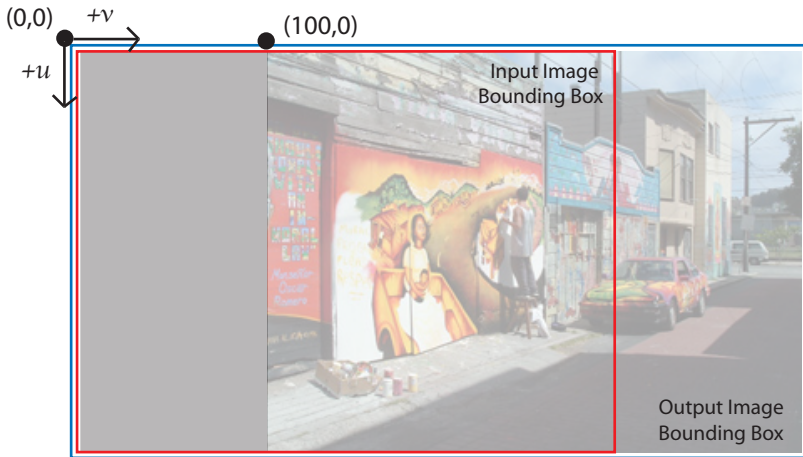 (0,0)
+v
(100,0)
+u
Input Image
Bounding Box
Output Image
Bounding Box